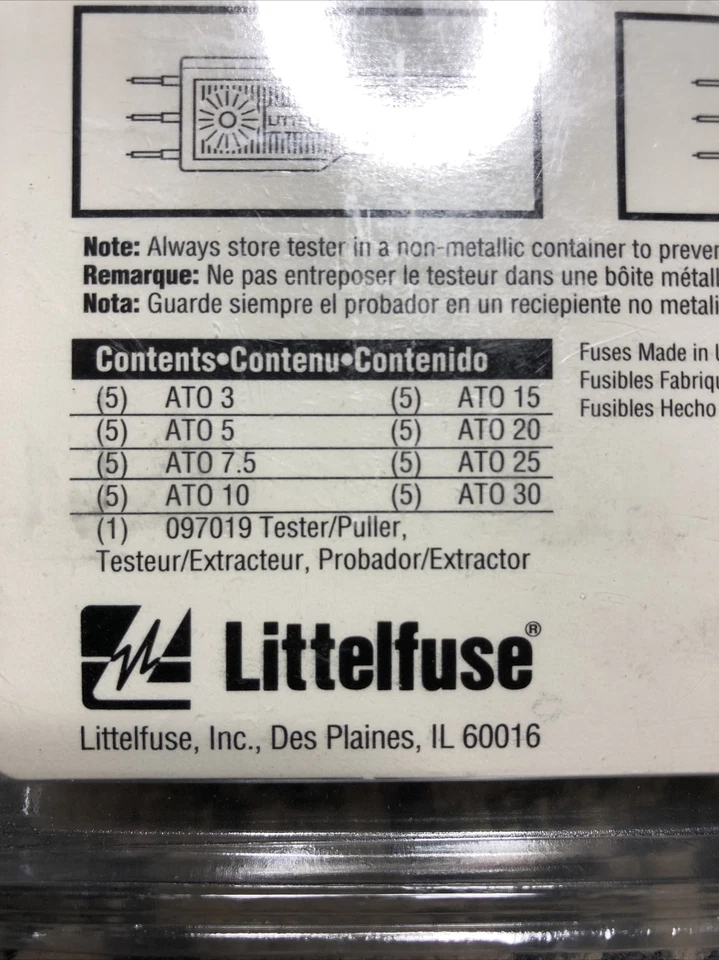 LITT
TE
Note: Always store tester in a non-metallic container to
Remarque: Ne pas entreposer le testeur dans une bôite
Nota: Guarde siempre el probador en un reciepiente no
Contents•Contenu•Contenido
(5) ATO 3 (5) ATO 15
(5) ATO 5 (5) ATO 20
(5) ATO 7.5 (5) ATO 25
(5) ATO 10 (5) ATO 30
(1) 097019 Tester/Puller,
Testeur/Extracteur, Probador/Extractor
Fuses Made in
Fusibles
Fusibles Hecho
Littelfuse®
Littelfuse, Inc., Des Plaines, IL 60016